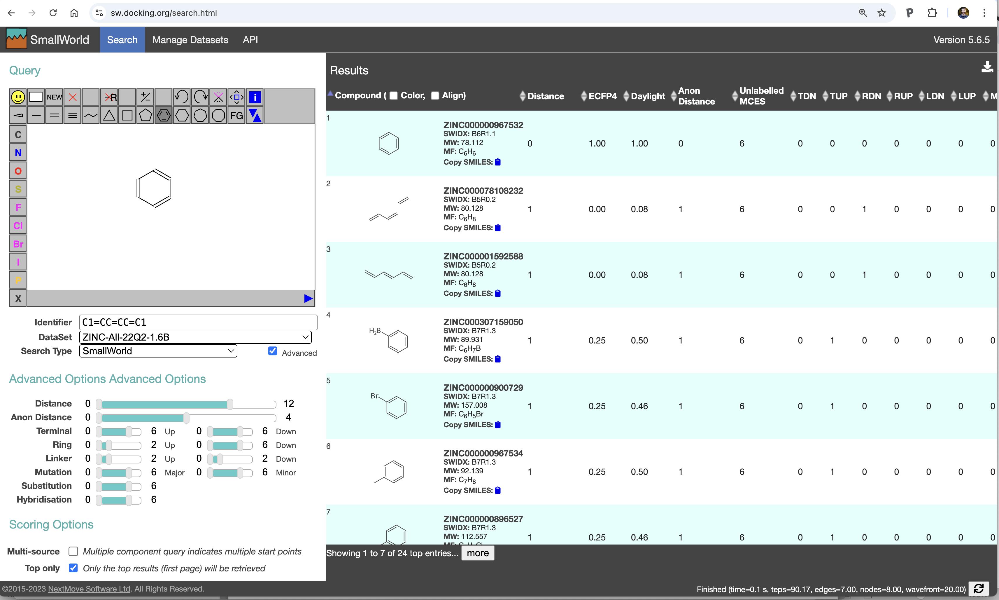 sw.docking.org/search.html
SmallWorld Search Manage Datasets API Version 5.6.5
Query
NEW R +/- i
FG
C
N
O
S
F
Cl
Br
I
P
X
Identifier C1=CC=CC=C1
DataSet ZINC-All-22Q2-1.6B
Search Type SmallWorld Advanced
Advanced Options Advanced Options
Distance 0 12
Anon Distance 0 4
Terminal 0 6 Up 0 6 Down
Ring 0 2 Up 0 6 Down
Linker 0 2 Up 0 2 Down
Mutation 0 6 Major 0 6 Minor
Substitution 0 6
Hybridisation 0 6
Scoring Options
Multi-source Multiple component query indicates multiple start points
Top only Only the top results (first page) will be retrieved
Results
Compound ( Color, Align) Distance ECFP4 Daylight Anon Distance Unlabelled MCES TDN TUP RDN RUP LDN LUP M
1
ZINC000000967532
SWIDX: B6R1.1
MW: 78.112
MF: C6H6
Copy SMILES:
0 1.00 1.00 0 6 0 0 0 0 0 0 0
2
ZINC000078108232
SWIDX: B5R0.2
MW: 80.128
MF: C6H8
Copy SMILES:
1 0.00 0.08 1 6 0 0 1 0 0 0 0
3
ZINC000001592588
SWIDX: B5R0.2
MW: 80.128
MF: C6H8
Copy SMILES:
1 0.00 0.08 1 6 0 0 1 0 0 0 0
4
H2B
ZINC000307159050
SWIDX: B7R1.3
MW: 89.931
MF: C6H7B
Copy SMILES:
1 0.25 0.50 1 6 0 1 0 0 0 0 0
5
Br
ZINC000000900729
SWIDX: B7R1.3
MW: 157.008
MF: C6H5Br
Copy SMILES:
1 0.25 0.46 1 6 0 1 0 0 0 0 0
6
ZINC000000967534
SWIDX: B7R1.3
MW: 92.139
MF: C7H8
Copy SMILES:
1 0.25 0.50 1 6 0 1 0 0 0 0 0
7
ZINC000000896527
SWIDX: B7R1.3
MW: 112.557
1 0.25 0.46 1 6 0 1 0 0 0 0 0
Showing 1 to 7 of 24 top entries... more
©2015-2023 NextMove Software Ltd. All Rights Reserved.
Finished (time=0.1 s, teps=90.17, edges=7.00, nodes=8.00, wavefront=20.00)